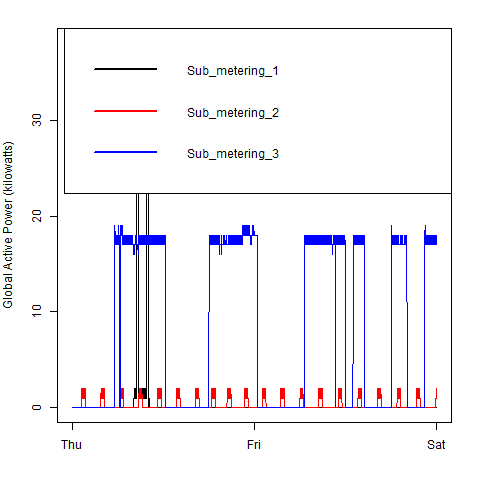 Sub_metering_1
Sub_metering_2
Sub_metering_3
Global Active Power (kilowatts)
30
20
10
0
Thu Fri Sat